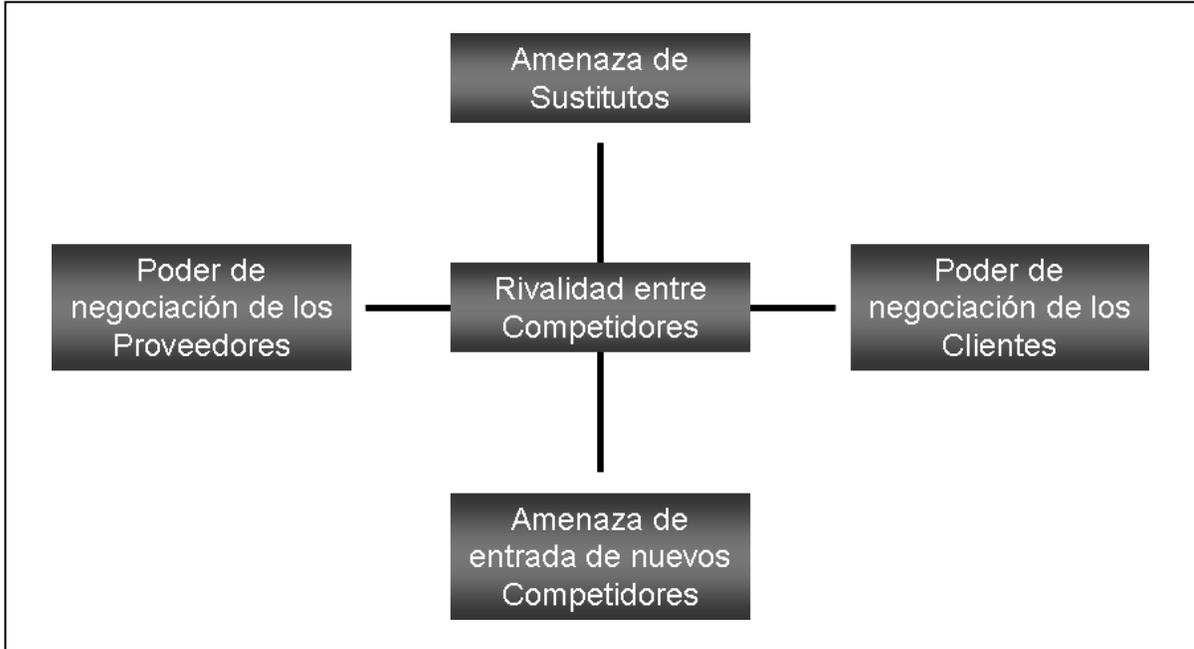 Amenaza de
Sustitutos
Poder de
negociación de los
Proveedores
Rivalidad entre
Competidores
Poder de
negociación de los
Clientes
Amenaza de
entrada de nuevos
Competidores